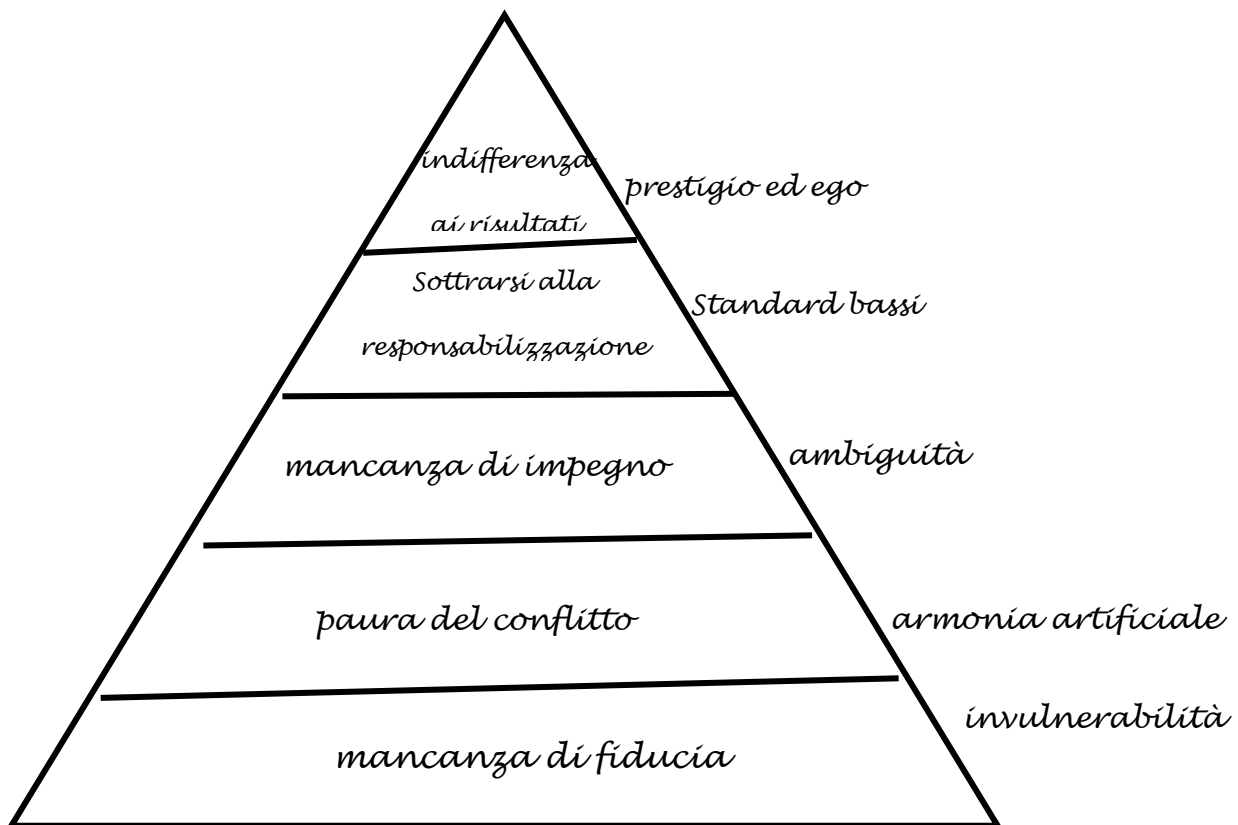 indifferenza
ai risultati
prestigio ed ego
Sottrarsi alla
responsabilizzazione
Standard bassi
mancanza di impegno
ambiguità
paura del conflitto
armonia artificiale
mancanza di fiducia
invulnerabilità